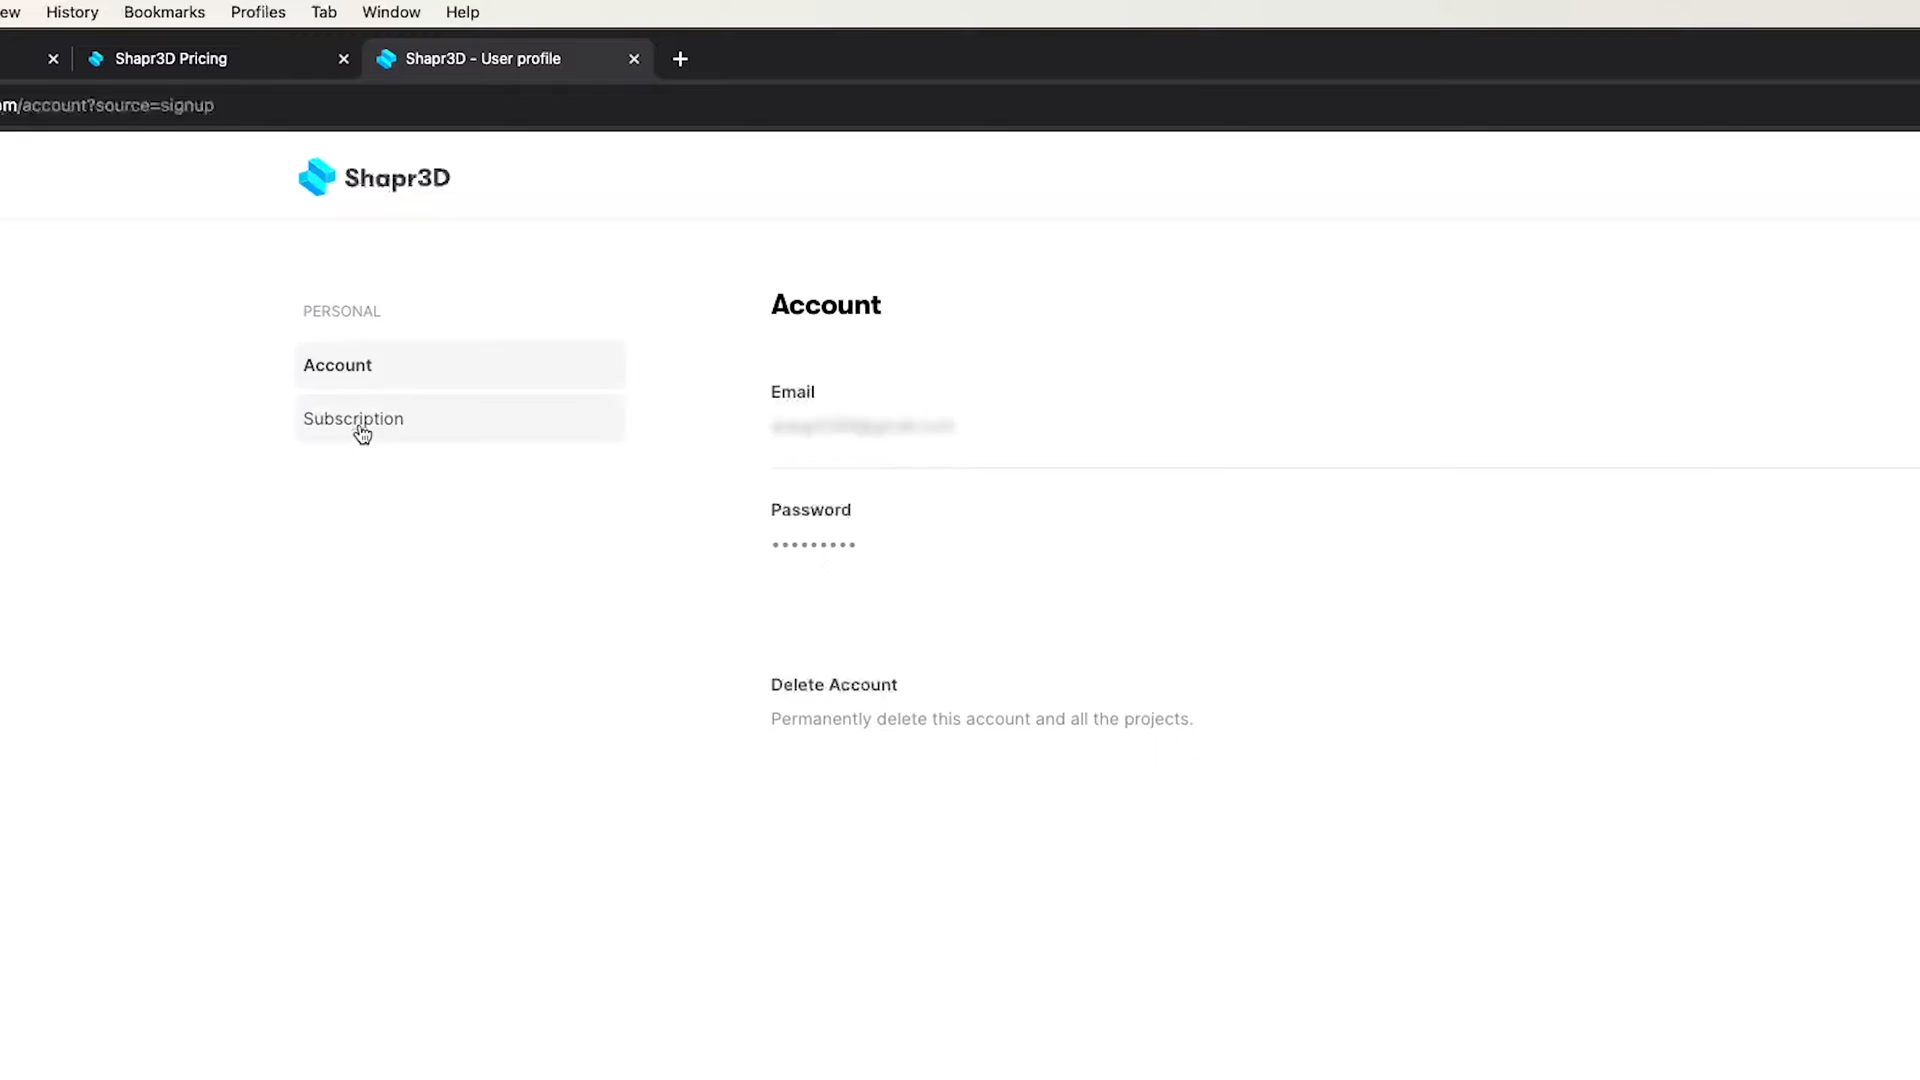 ew History Bookmarks Profiles Tab Window Help
Shapr3D Pricing
Shapr3D - User profile
om/account?source=signup
Shapr3D
PERSONAL
Account
Subscription
Account
Email
Password
Delete Account
Permanently delete this account and all the projects.